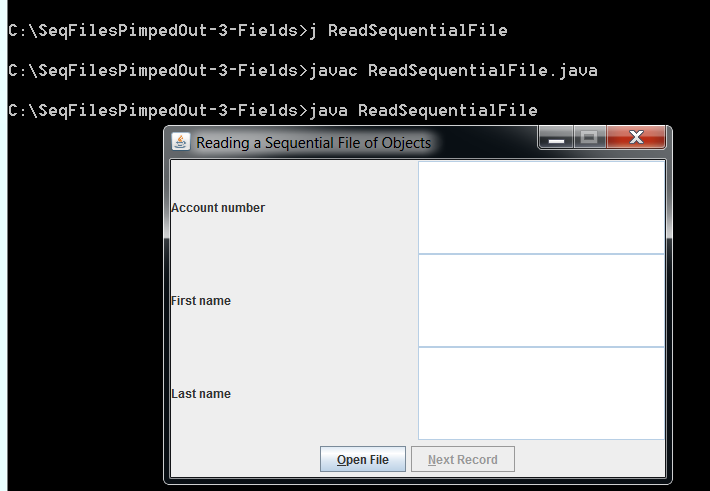 C:\SeqFilesPimpedOut-3-Fields>j ReadSequentialFile
C:\SeqFilesPimpedOut-3-Fields>javac ReadSequentialFile.java
C:\SeqFilesPimpedOut-3-Fields>java ReadSequentialFile
Reading a Sequential File of Objects
Account number
First name
Last name
Open File Next Record